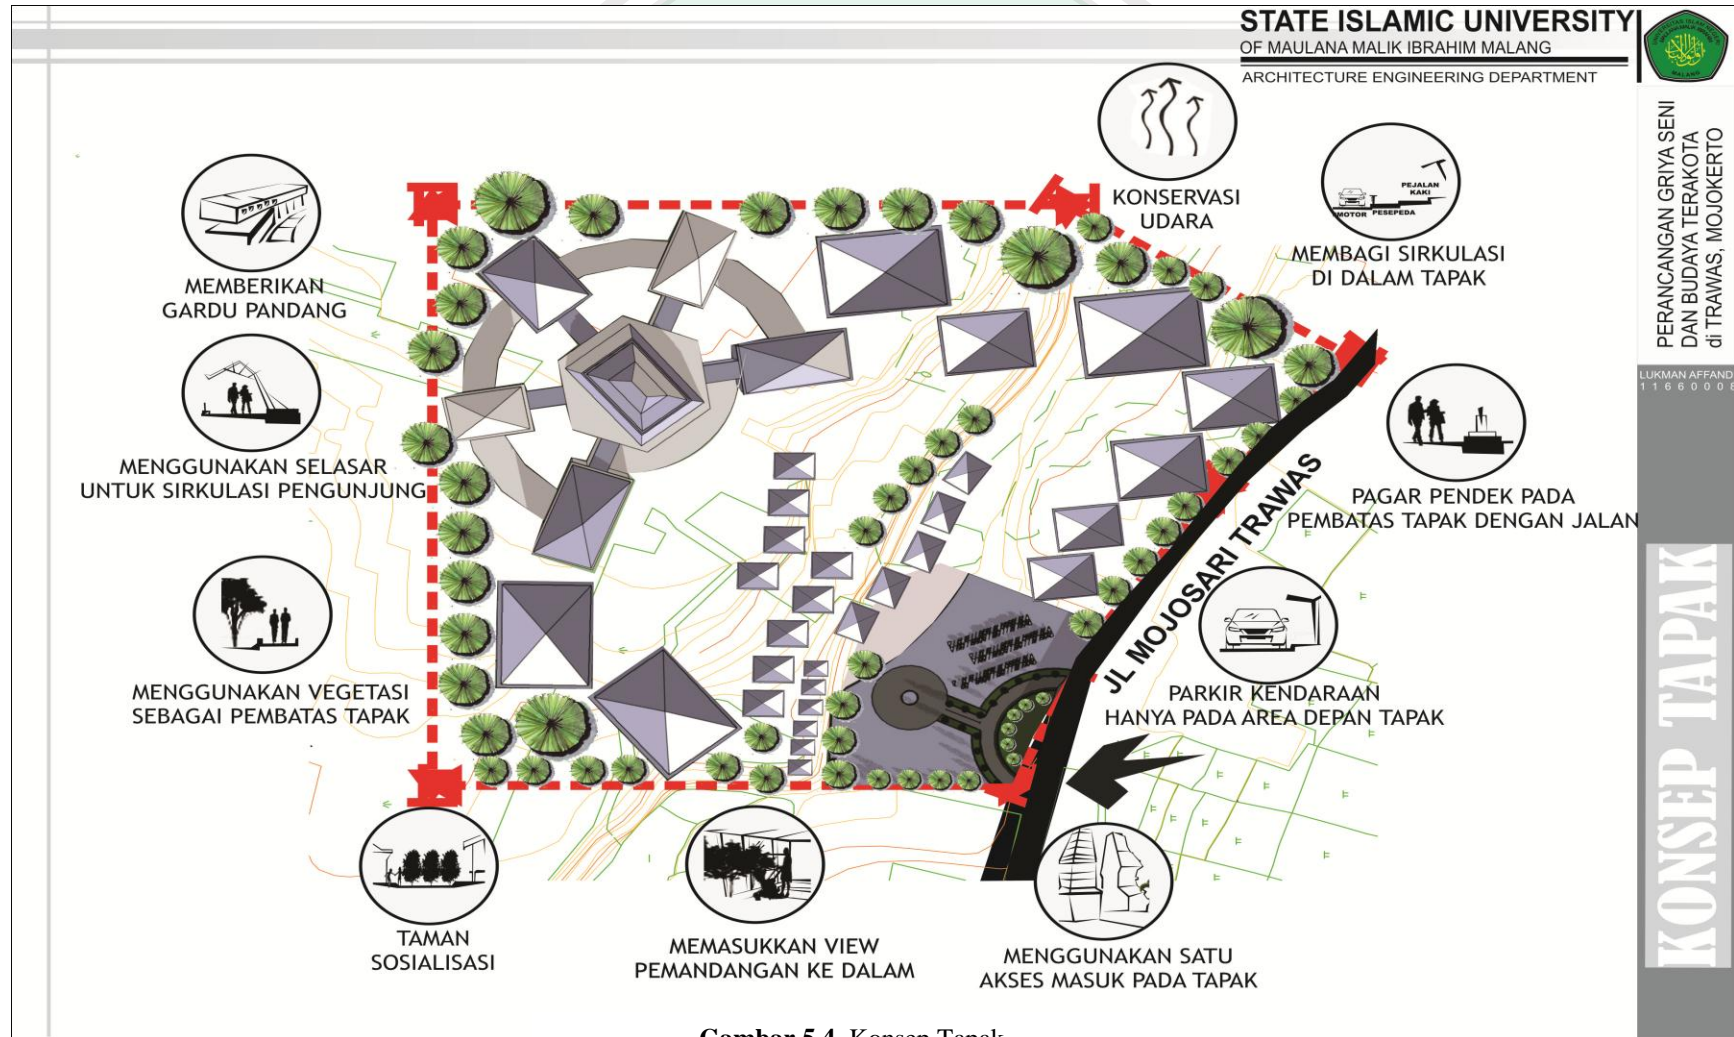 STATE ISLAMIC UNIVERSITY
OF MAULANA MALIK IBRAHIM MALANG
ARCHITECTURE ENGINEERING DEPARTMENT
PERANCANGAN GRIYA SENI
DAN BUDAYA TERAKOTA
di TRAWAS, MOJOKERTO
LUKMAN AFFAND
11660008
KONSEP TAPAK
KONSERVASI
UDARA
MOTOR
PESEPEDA
PEJALAN
KAKI
MEMBAGI SIRKULASI
DI DALAM TAPAK
MEMBERIKAN
GARDU PANDANG
MENGGUNAKAN SELASAR
UNTUK SIRKULASI PENGUNJUNG
PAGAR PENDEK PADA
PEMBATAS TAPAK DENGAN JALAN
JL MOJOSARI TRAWAS
MENGGUNAKAN VEGETASI
SEBAGAI PEMBATAS TAPAK
PARKIR KENDARAAN
HANYA PADA AREA DEPAN TAPAK
TAMAN
SOSIALISASI
MEMASUKKAN VIEW
PEMANDANGAN KE DALAM
MENGGUNAKAN SATU
AKSES MASUK PADA TAPAK
Gambar 5.4. Konsep Tapak